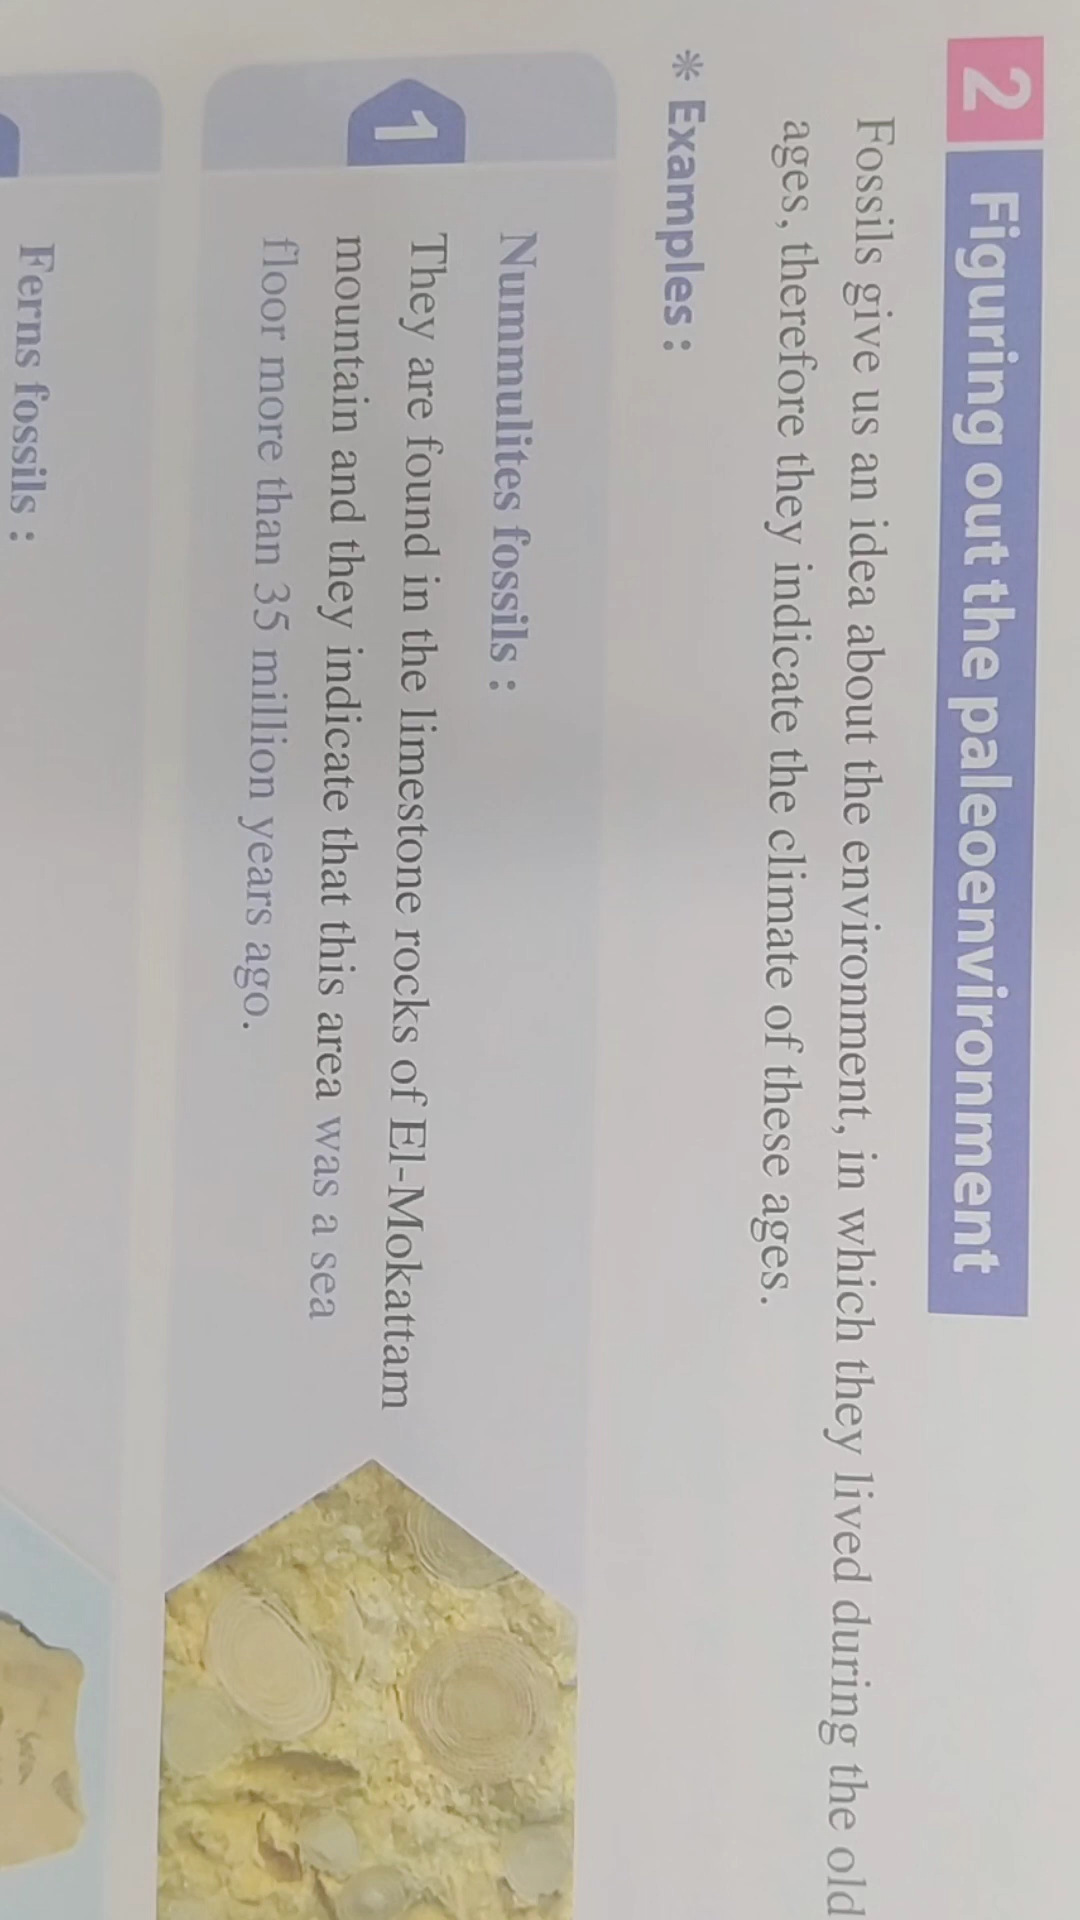 2 Figuring out the paleoenvironment
Fossils give us an idea about the environment, in which they lived during the old
ages, therefore they indicate the climate of these ages.
* Examples :
1
Nummulites fossils :
They are found in the limestone rocks of El-Mokattam
mountain and they indicate that this area was a sea
floor more than 35 million years ago.
Ferns fossils :